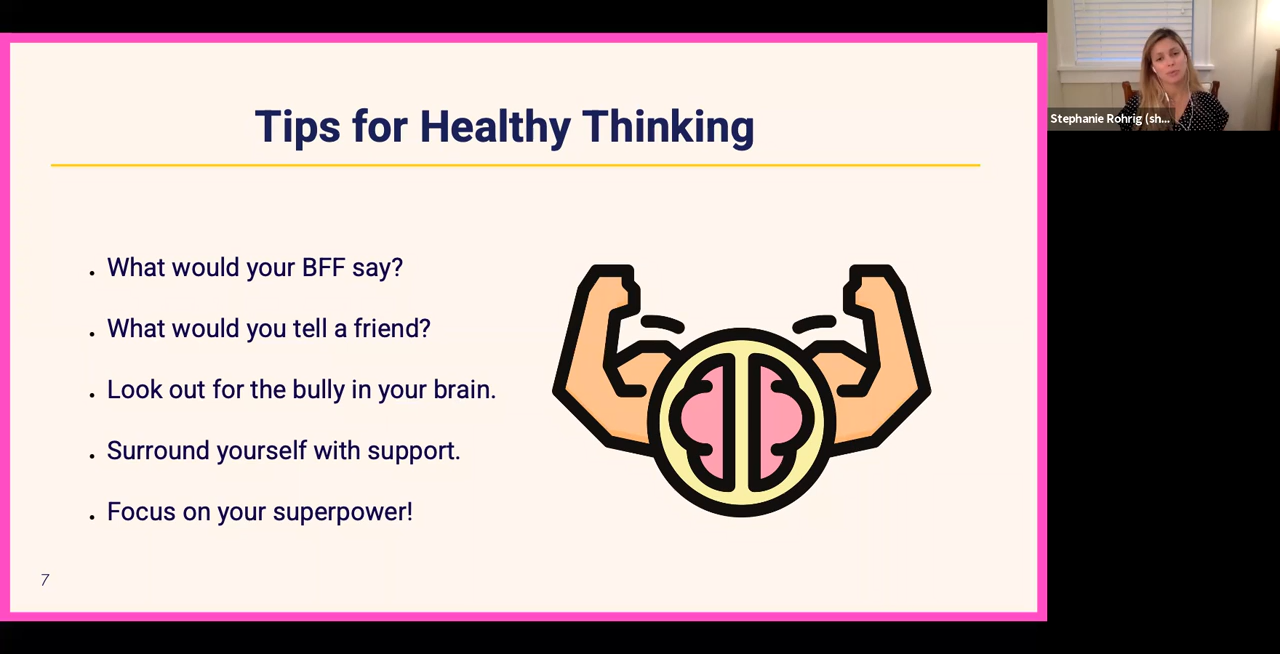 Tips for Healthy Thinking
. What would your BFF say?
. What would you tell a friend?
. Look out for the bully in your brain.
. Surround yourself with support.
. Focus on your superpower!
7
Stephanie Rohrig (sh...